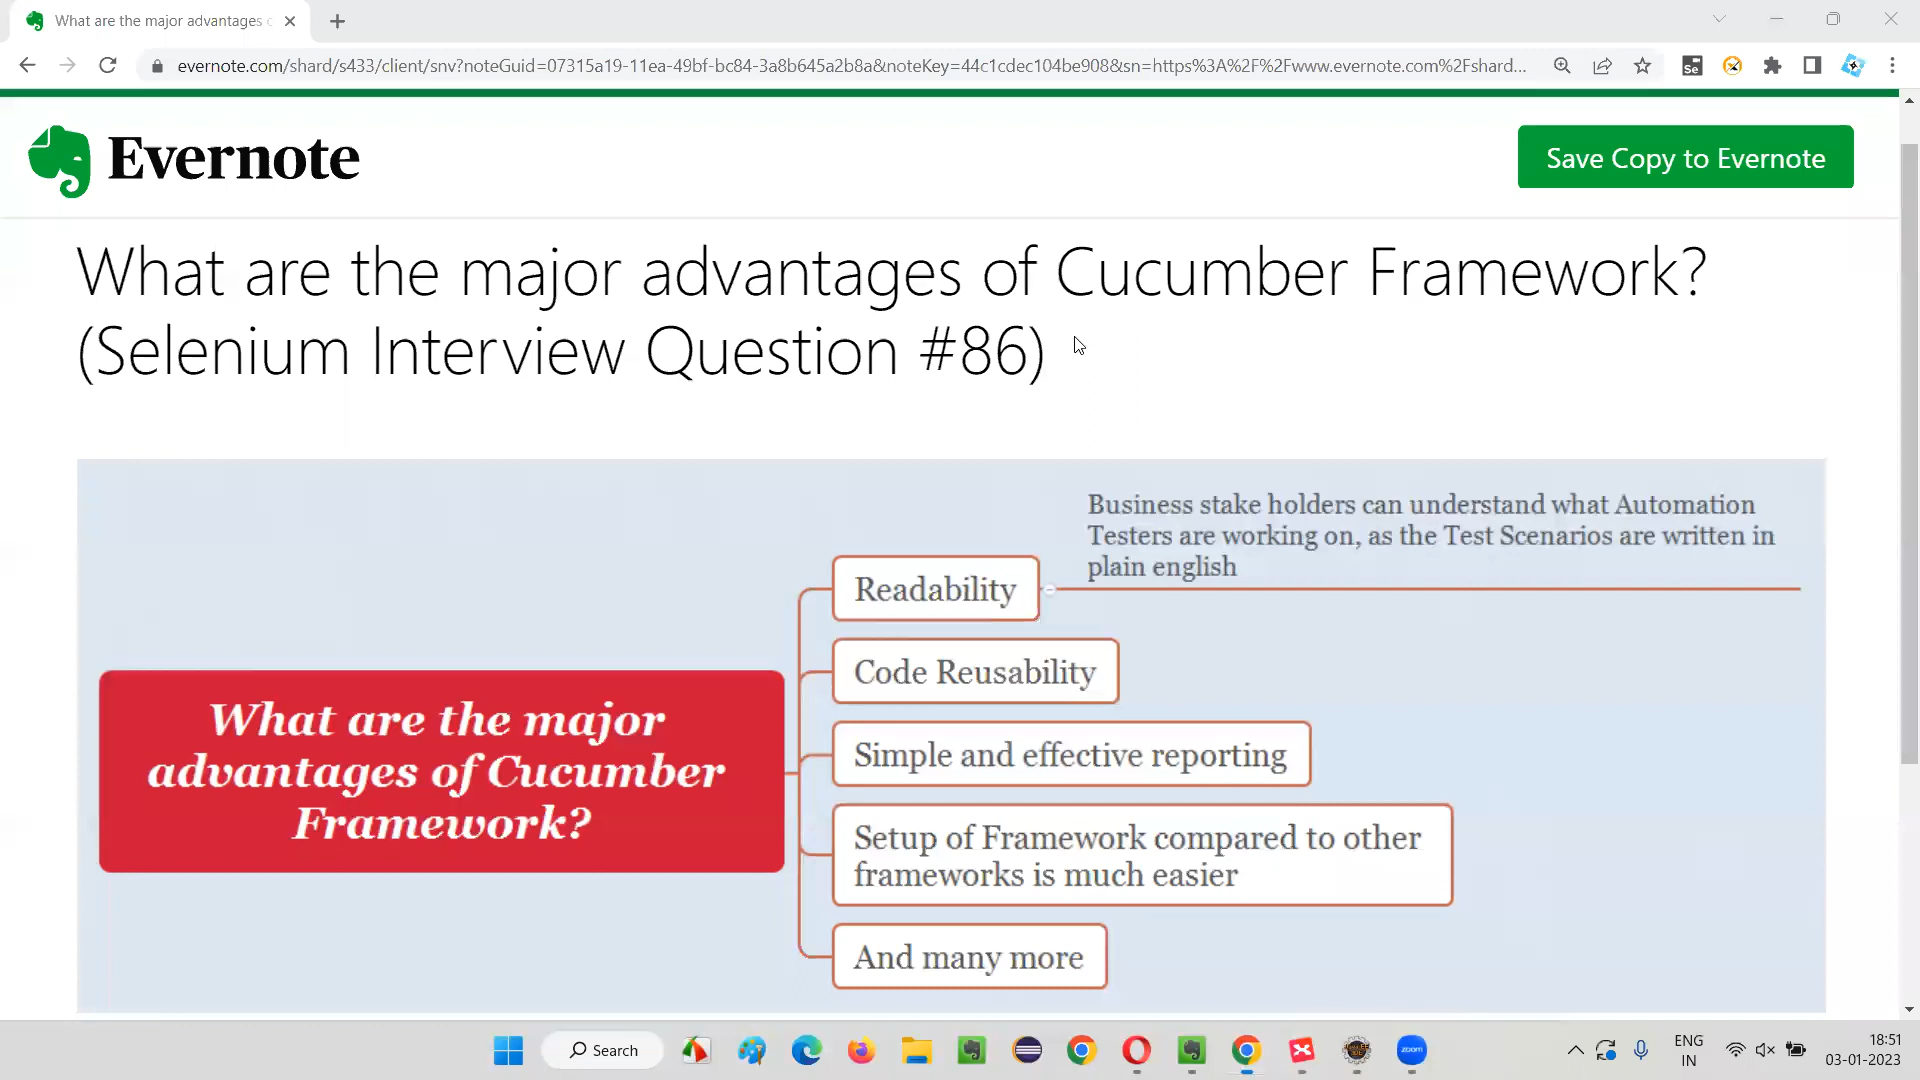 What are the major advantages
evernote.com/shard/s433/client/snv?noteGuid=07315a19-11ea-49bf-bc84-3a8b645a2b8a&noteKey=44c1cdec104be908&sn=https%3A%2F%2Fwww.evernote.com%2Fshard...
Se
Evernote
Save Copy to Evernote
What are the major advantages of Cucumber Framework?
(Selenium Interview Question #86)
Business stake holders can understand what Automation
Testers are working on, as the Test Scenarios are written in
plain english
Readability
Code Reusability
Simple and effective reporting
What are the major
advantages of Cucumber
Framework?
Setup of Framework compared to other
frameworks is much easier
And many more
Search
zoom
ENG
IN
18:51
03-01-2023